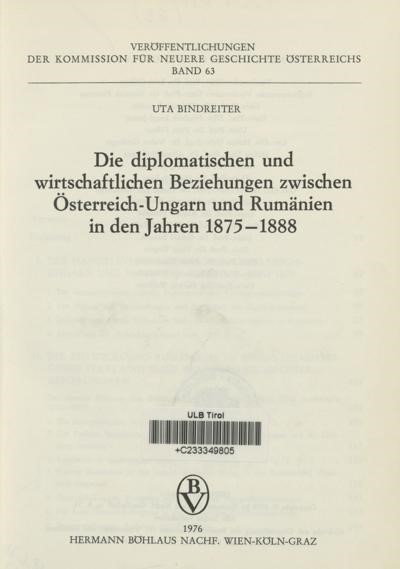 VERÖFFENTLICHUNGEN
DER KOMMISSION FÜR NEUERE GESCHICHTE ÖSTERREICHS
BAND 63
UTA BINDREITER
Die diplomatischen und
wirtschaftlichen Beziehungen zwischen
Österreich-Ungarn und Rumänien
in den Jahren 1875–1888
ULB Tirol
+C233349805
BV
1976
HERMANN BÖHLAUS NACHF. WIEN-KÖLN-GRAZ